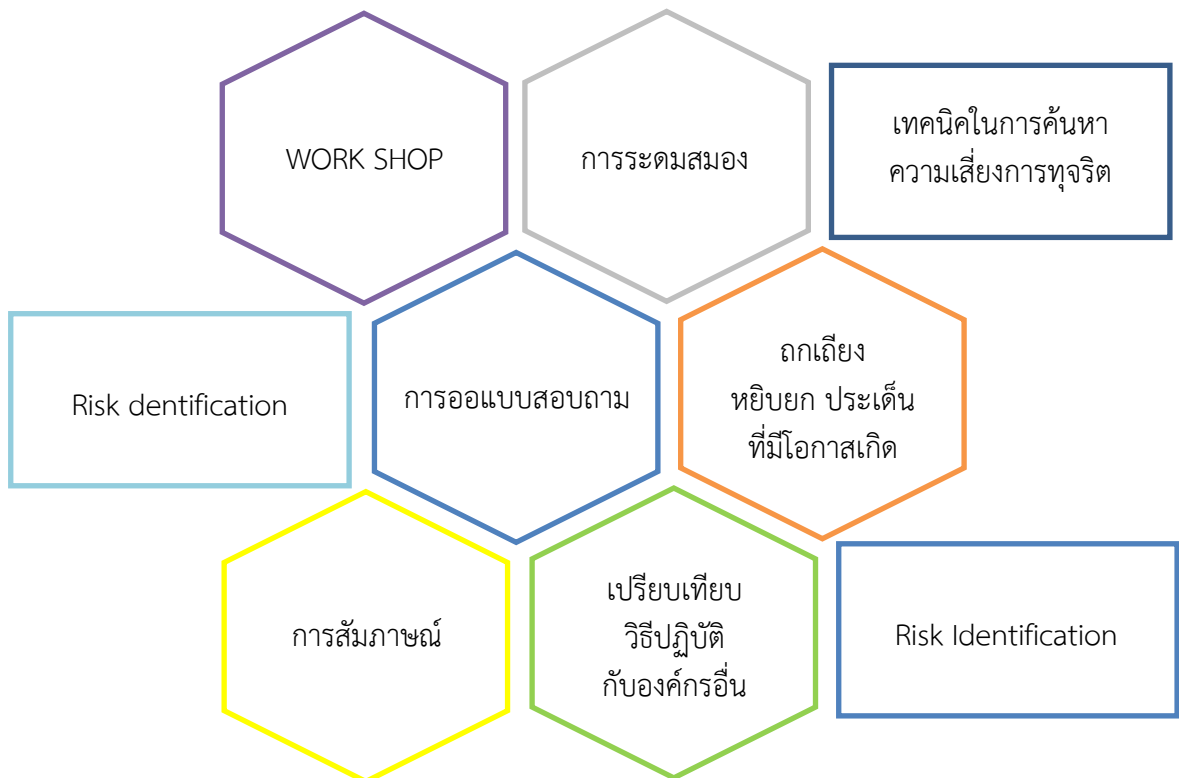 WORK SHOP
การระดมสมอง
เทคนิคในการค้นหา
ความเสี่ยงการทุจริต
Risk dentification
การออแบบสอบถาม
ถกเถียง
หยิบยก ประเด็น
ที่มีโอกาสเกิด
การสัมภาษณ์
เปรียบเทียบ
วิธีปฏิบัติ
กับองค์กรอื่น
Risk Identification